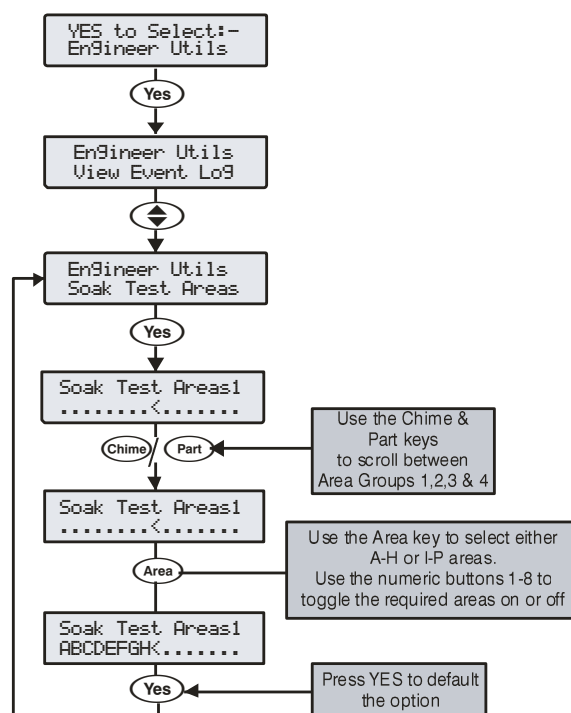 YES to Select:-
Engineer Utils
Yes
Engineer Utils
View Event Log
Engineer Utils
Soak Test Areas
Yes
Soak Test Areas1
........<.......
Chime/ Part
Use the Chime &
Part keys
to scroll between
Area Groups 1,2,3 & 4
Soak Test Areas1
........<.......
Area
Use the Area key to select either
A-H or I-P areas.
Use the numeric buttons 1-8 to
toggle the required areas on or off
Soak Test Areas1
ABCDEFGH<.......
Yes
Press YES to default
the option